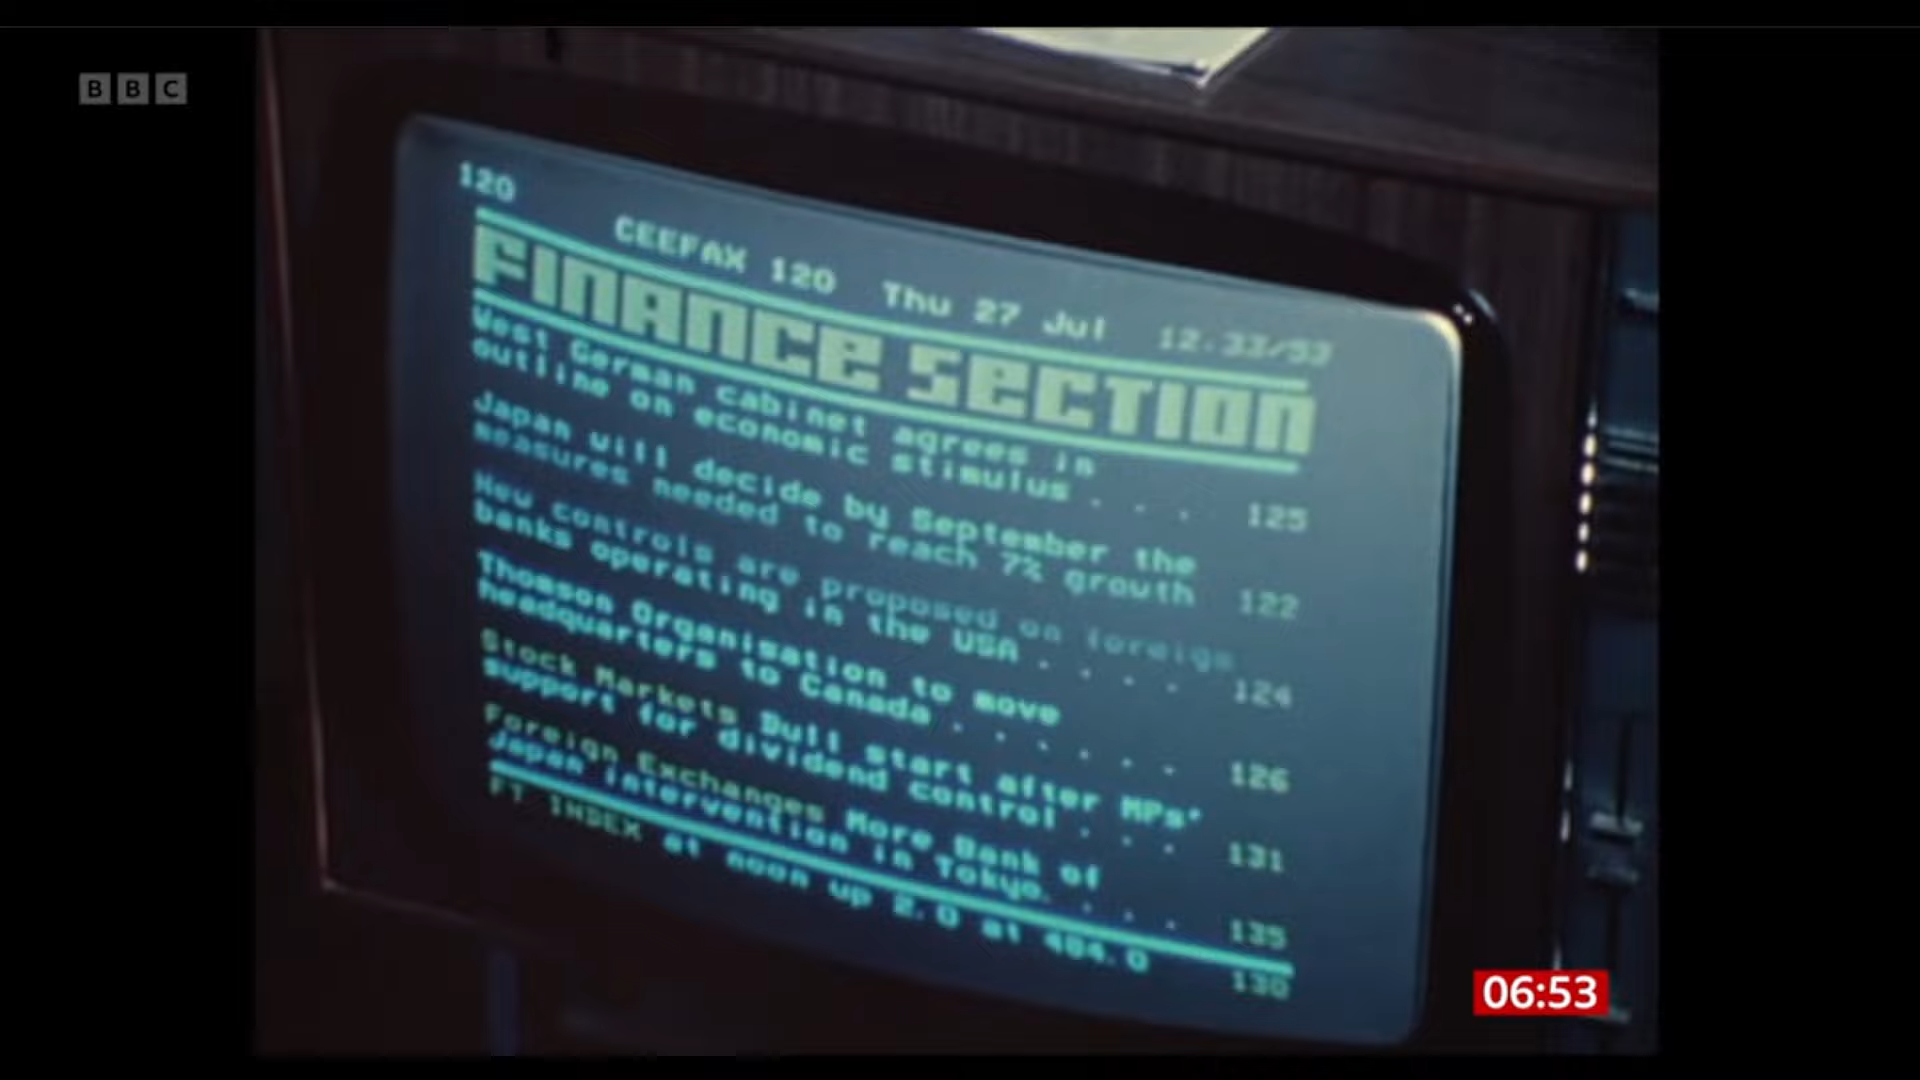 BBC
120
CEEFAX 120 Thu 27 Jul 12.33/53
FINANCE SECTION
West German cabinet agrees in
outline on economic stimulus . . . 125
Japan will decide by September the
measures needed to reach 7% growth 122
New controls are proposed on foreign
banks operating in the USA . . . . 124
Thomson Organisation to move
headquarters to Canada . . . . . . 126
Stock Markets Dull start after MPs'
support for dividend control . . . 131
Foreign Exchanges More Bank of
Japan intervention in Tokyo. . . . 135
FT INDEX at noon up 2.0 at 484.0 130
06:53